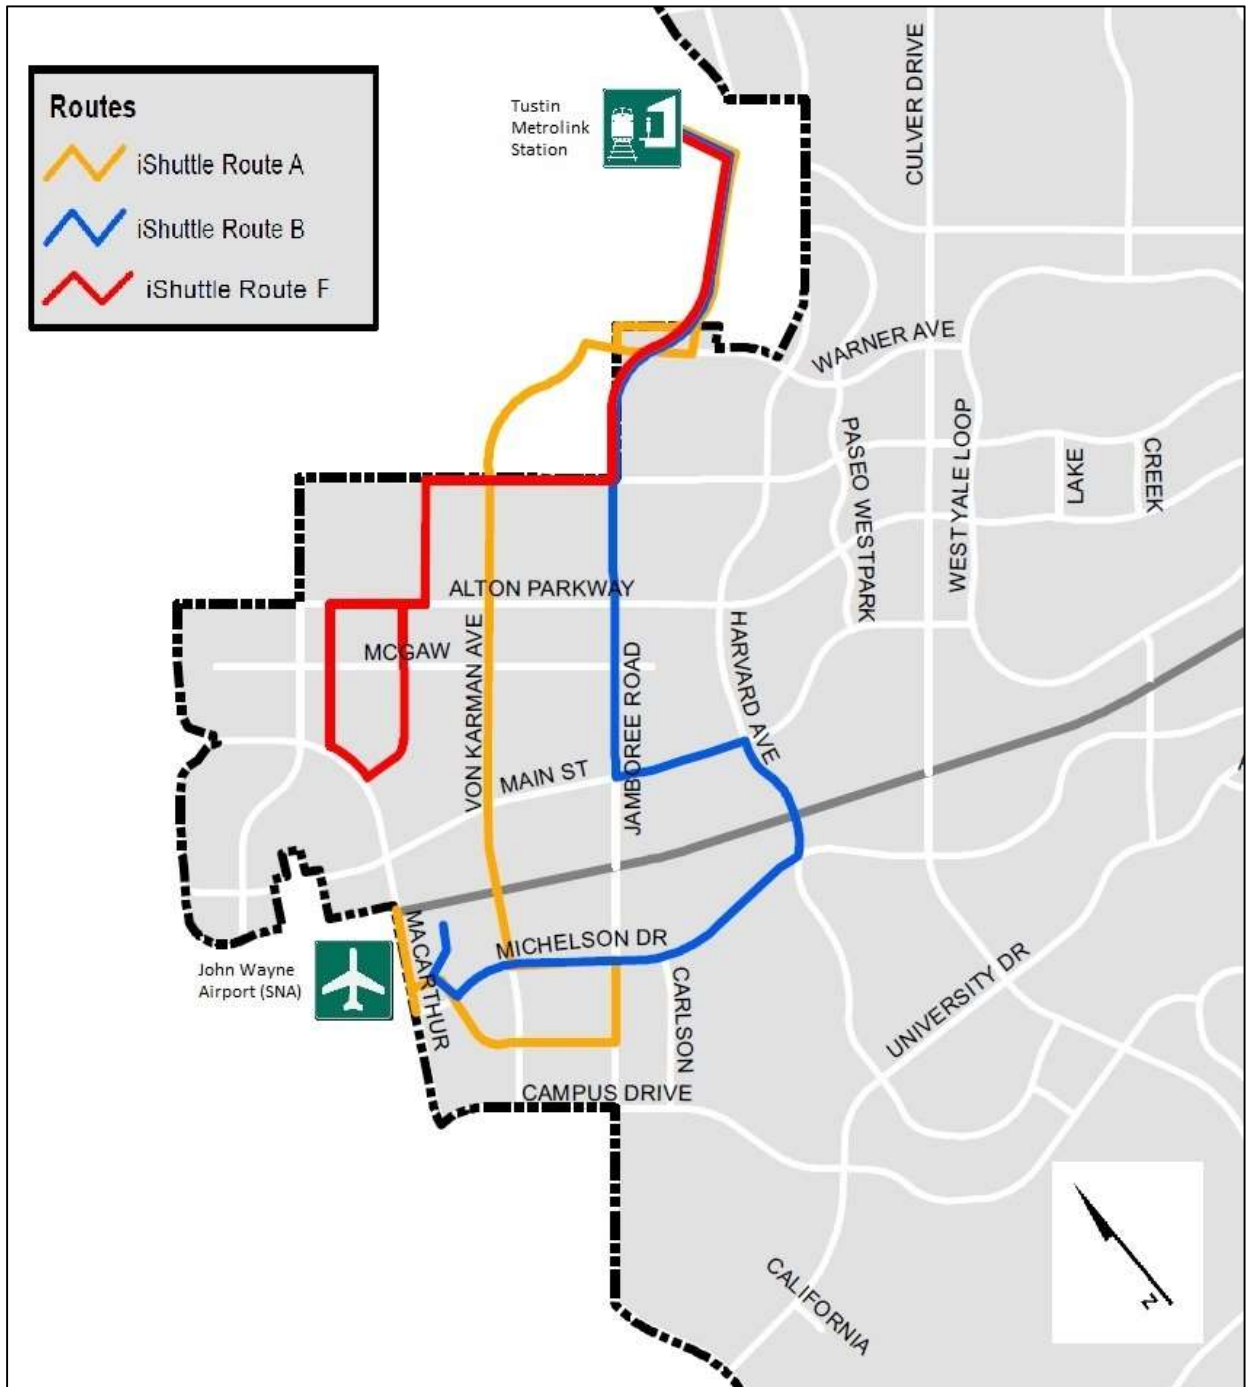 Routes
iShuttle Route A
iShuttle Route B
iShuttle Route F
Tustin
Metrolink
Station
CULVER DRIVE
WARNER AVE
PASEO WESTPARK
WEST YALE LOOP
LAKE
CREEK
ALTON PARKWAY
MCGAW
VON KARMAN AVE
JAMBOREE ROAD
HARVARD AVE
MAIN ST
MACARTHUR
MICHELSON DR
John Wayne
Airport (SNA)
CARLSON
UNIVERSITY DR
CAMPUS DRIVE
CALIFORNIA
N